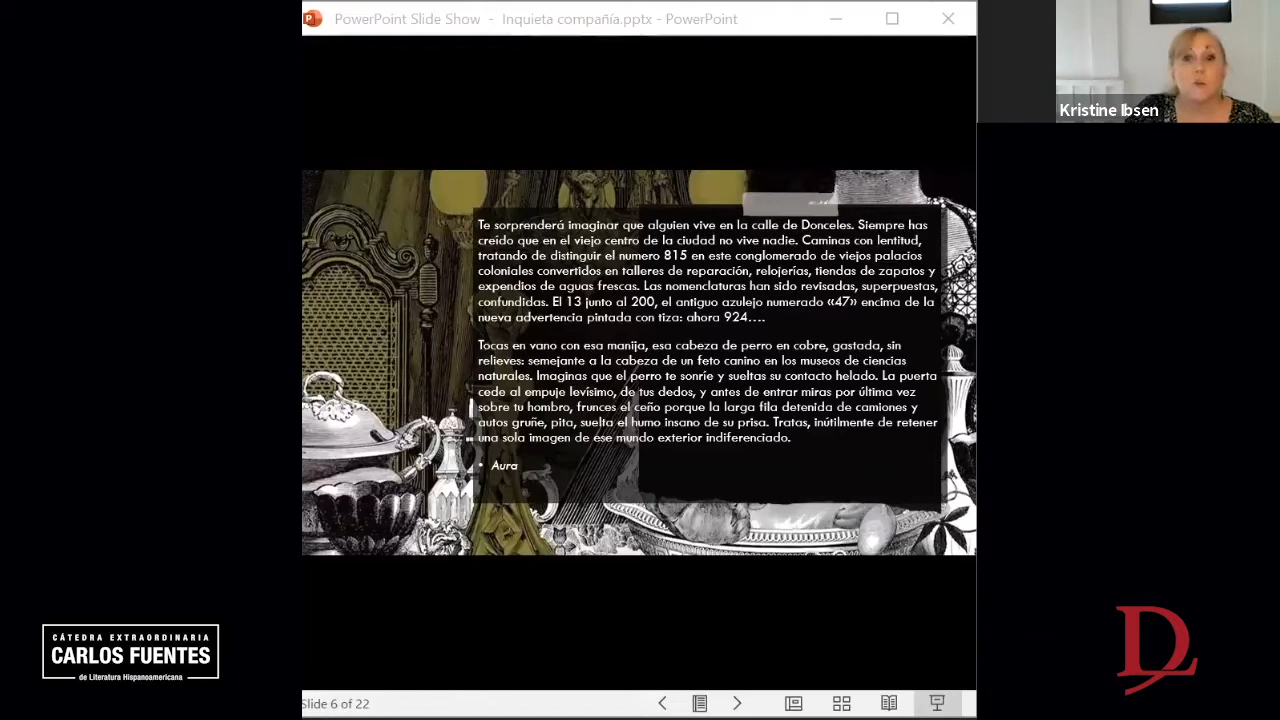 PowerPoint Slide Show - Inquieta compañía.pptx - PowerPoint
Kristine Ibsen
Te sorprenderá imaginar que alguien vive en la calle de Donceles. Siempre has
creído que en el viejo centro de la ciudad no vive nadie. Caminas con lentitud,
tratando de distinguir el numero 815 en este conglomerado de viejos palacios
coloniales convertidos en talleres de reparación, relojerías, tiendas de zapatos y
expendios de aguas frescas. Las nomenclaturas han sido revisadas, superpuestas,
confundidas. El 13 junto al 200, el antiguo azulejo numerado «47» encima de la
nueva advertencia pintada con tiza: ahora 924….
Tocas en vano con esa manija, esa cabeza de perro en cobre, gastada, sin
relieves: semejante a la cabeza de un feto canino en los museos de ciencias
naturales. Imaginas que el perro te sonríe y sueltas su contacto helado. La puerta
cede al empuje levísimo, de tus dedos, y antes de entrar miras por última vez
sobre tu hombro, frunces el ceño porque la larga fila detenida de camiones y
autos gruñe, pita, suelta el humo insano de su prisa. Tratas, inútilmente de retener
una sola imagen de ese mundo exterior indiferenciado.
• Aura
CÁTEDRA EXTRAORDINARIA
CARLOS FUENTES
de Literatura Hispanoamericana
Slide 6 of 22